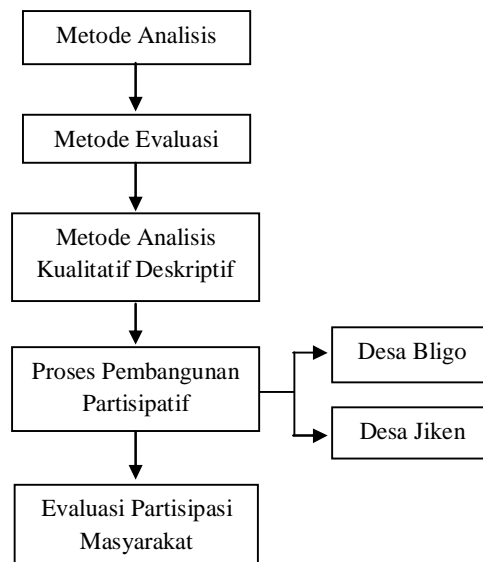 Metode Analisis
Metode Evaluasi
Metode Analisis
Kualitatif Deskriptif
Proses Pembangunan
Partisipatif
Desa Bligo
Desa Jiken
Evaluasi Partisipasi
Masyarakat